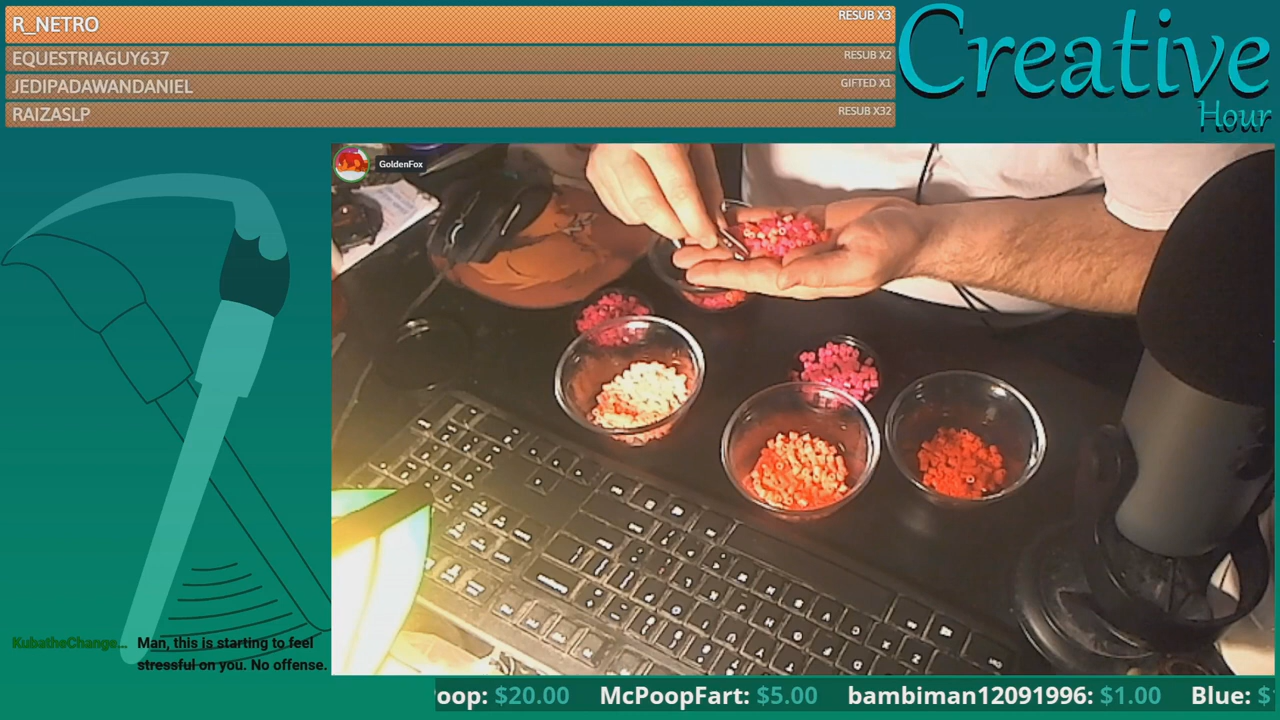 R_NETRO RESUB X3
EQUESTRIAGUY637 RESUB X2
JEDIPADAWANDANIEL GIFTED X1
RAIZASLP RESUB X32
Creative
Hour
GoldenFox
KubatheChange... Man, this is starting to feel
stressful on you. No offense.
oop: $20.00 McPoopFart: $5.00 bambiman12091996: $1.00 Blue: $